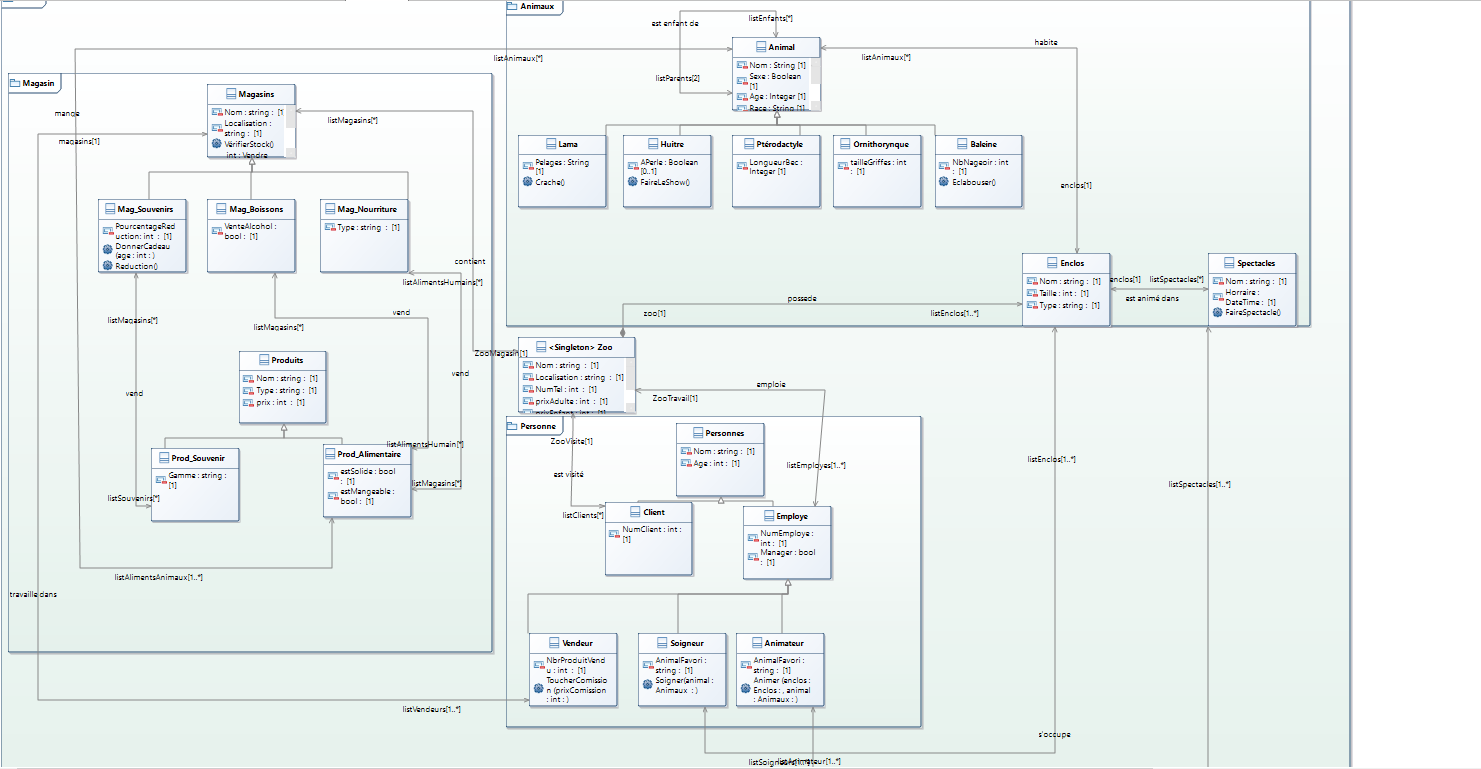 Animaux
est enfant de
listEnfants[*]
Animal
Nom : String [1]
Sexe : Boolean
[1]
Age : Integer [1]
Race : String [1]
listParents[2]
listAnimaux[*]
listAnimaux[*]
habite
enclos[1]
Lama
Pelages : String
[1]
Crache()
Huitre
APerle : Boolean
[0..1]
FaireLeShow()
Ptérodactyle
LongueurBec :
Integer [1]
Ornithorynque
tailleGriffes : int
: [1]
Baleine
NbNageoir : int
: [1]
Eclabouser()
Enclos
Nom : string : [1]
Taille : int : [1]
Type : string : [1]
enclos[1]
listSpectacles[*]
est animé dans
Spectacles
Nom : string : [1]
Horraire :
DateTime : [1]
FaireSpectacle()
possede
zoo[1]
listEnclos[1..*]
Magasin
mange
magasins[1]
Magasins
Nom : string : [1
Localisation :
string : [1]
VérifierStock()
int : Vendre
listMagasins[*]
Mag_Souvenirs
PourcentageRed
uction: int : [1]
DonnerCadeau
(age : int : )
Reduction()
Mag_Boissons
VenteAlcohol :
bool : [1]
Mag_Nourriture
Type : string : [1]
contient
listAlimentsHumains[*]
listMagasins[*]
listMagasins[*]
vend
vend
vend
Produits
Nom : string : [1]
Type : string : [1]
prix : int : [1]
Prod_Souvenir
Gamme : string :
[1]
listSouvenirs[*]
listAlimentsHumain[*]
Prod_Alimentaire
estSolide : bool
: [1]
estMangeable :
bool : [1]
listMagasins[*]
listAlimentsAnimaux[1..*]
travaille dans
ZooMagasin[1]
<Singleton> Zoo
Nom : string : [1]
Localisation : string : [1]
NumTel : int : [1]
prixAdulte : int : [1]
prixEnfant : int : [1]
emploie
ZooTravail[1]
Personne
ZooVisite[1]
est visité
listClients[*]
Personnes
Nom : string : [1]
Age : int : [1]
listEmployes[1..*]
Client
NumClient : int :
[1]
Employe
NumEmploye :
int : [1]
Manager : bool
: [1]
Vendeur
NbrProduitVend
u : int : [1]
ToucherComissio
n (prixComission
: int : )
Soigneur
AnimalFavori :
string : [1]
Soigner(animal :
Animaux : )
Animateur
AnimalFavori :
string : [1]
Animer (enclos :
Enclos : , animal
: Animaux : )
listVendeurs[1..*]
listEnclos[1..*]
listSpectacles[1..*]
s'occupe